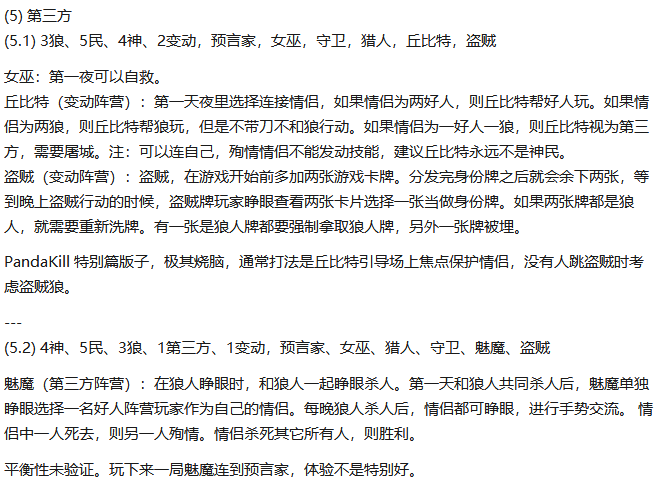 (5) 第三方
(5.1) 3狼、5民、4神、2变动，预言家，女巫，守卫，猎人，丘比特，盗贼
女巫：第一夜可以自救。
丘比特（变动阵营）：第一天夜里选择连接情侣，如果情侣为两好人，则丘比特帮好人玩。如果情
侣为两狼，则丘比特帮狼玩，但是不带刀不和狼行动。如果情侣为一好人一狼，则丘比特视为第三
方，需要屠城。注：可以连自己，殉情情侣不能发动技能，建议丘比特永远不是神民。
盗贼（变动阵营）：盗贼，在游戏开始前多加两张游戏卡牌。分发完身份牌之后就会余下两张，等
到晚上盗贼行动的时候，盗贼牌玩家睁眼查看两张卡片选择一张当做身份牌。如果两张牌都是狼
人，就需要重新洗牌。有一张是狼人牌都要强制拿取狼人牌，另外一张牌被埋。
PandaKill 特别篇版子，极其烧脑，通常打法是丘比特引导场上焦点保护情侣，没有人跳盗贼时考
虑盗贼狼。
---
(5.2) 4神、5民、3狼、1第三方、1变动，预言家、女巫、猎人、守卫、魅魔、盗贼
魅魔（第三方阵营）：在狼人睁眼时，和狼人一起睁眼杀人。第一天和狼人共同杀人后，魅魔单独
睁眼选择一名好人阵营玩家作为自己的情侣。每晚狼人杀人后，情侣都可睁眼，进行手势交流。 情
侣中一人死去，则另一人殉情。情侣杀死其它所有人，则胜利。
平衡性未验证。玩下来一局魅魔连到预言家，体验不是特别好。